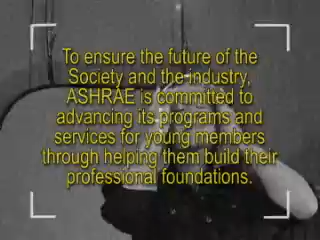 To ensure the future of the
Society and the industry,
ASHRAE is committed to
advancing its programs and
services for young members
through helping them build their
professional foundations.